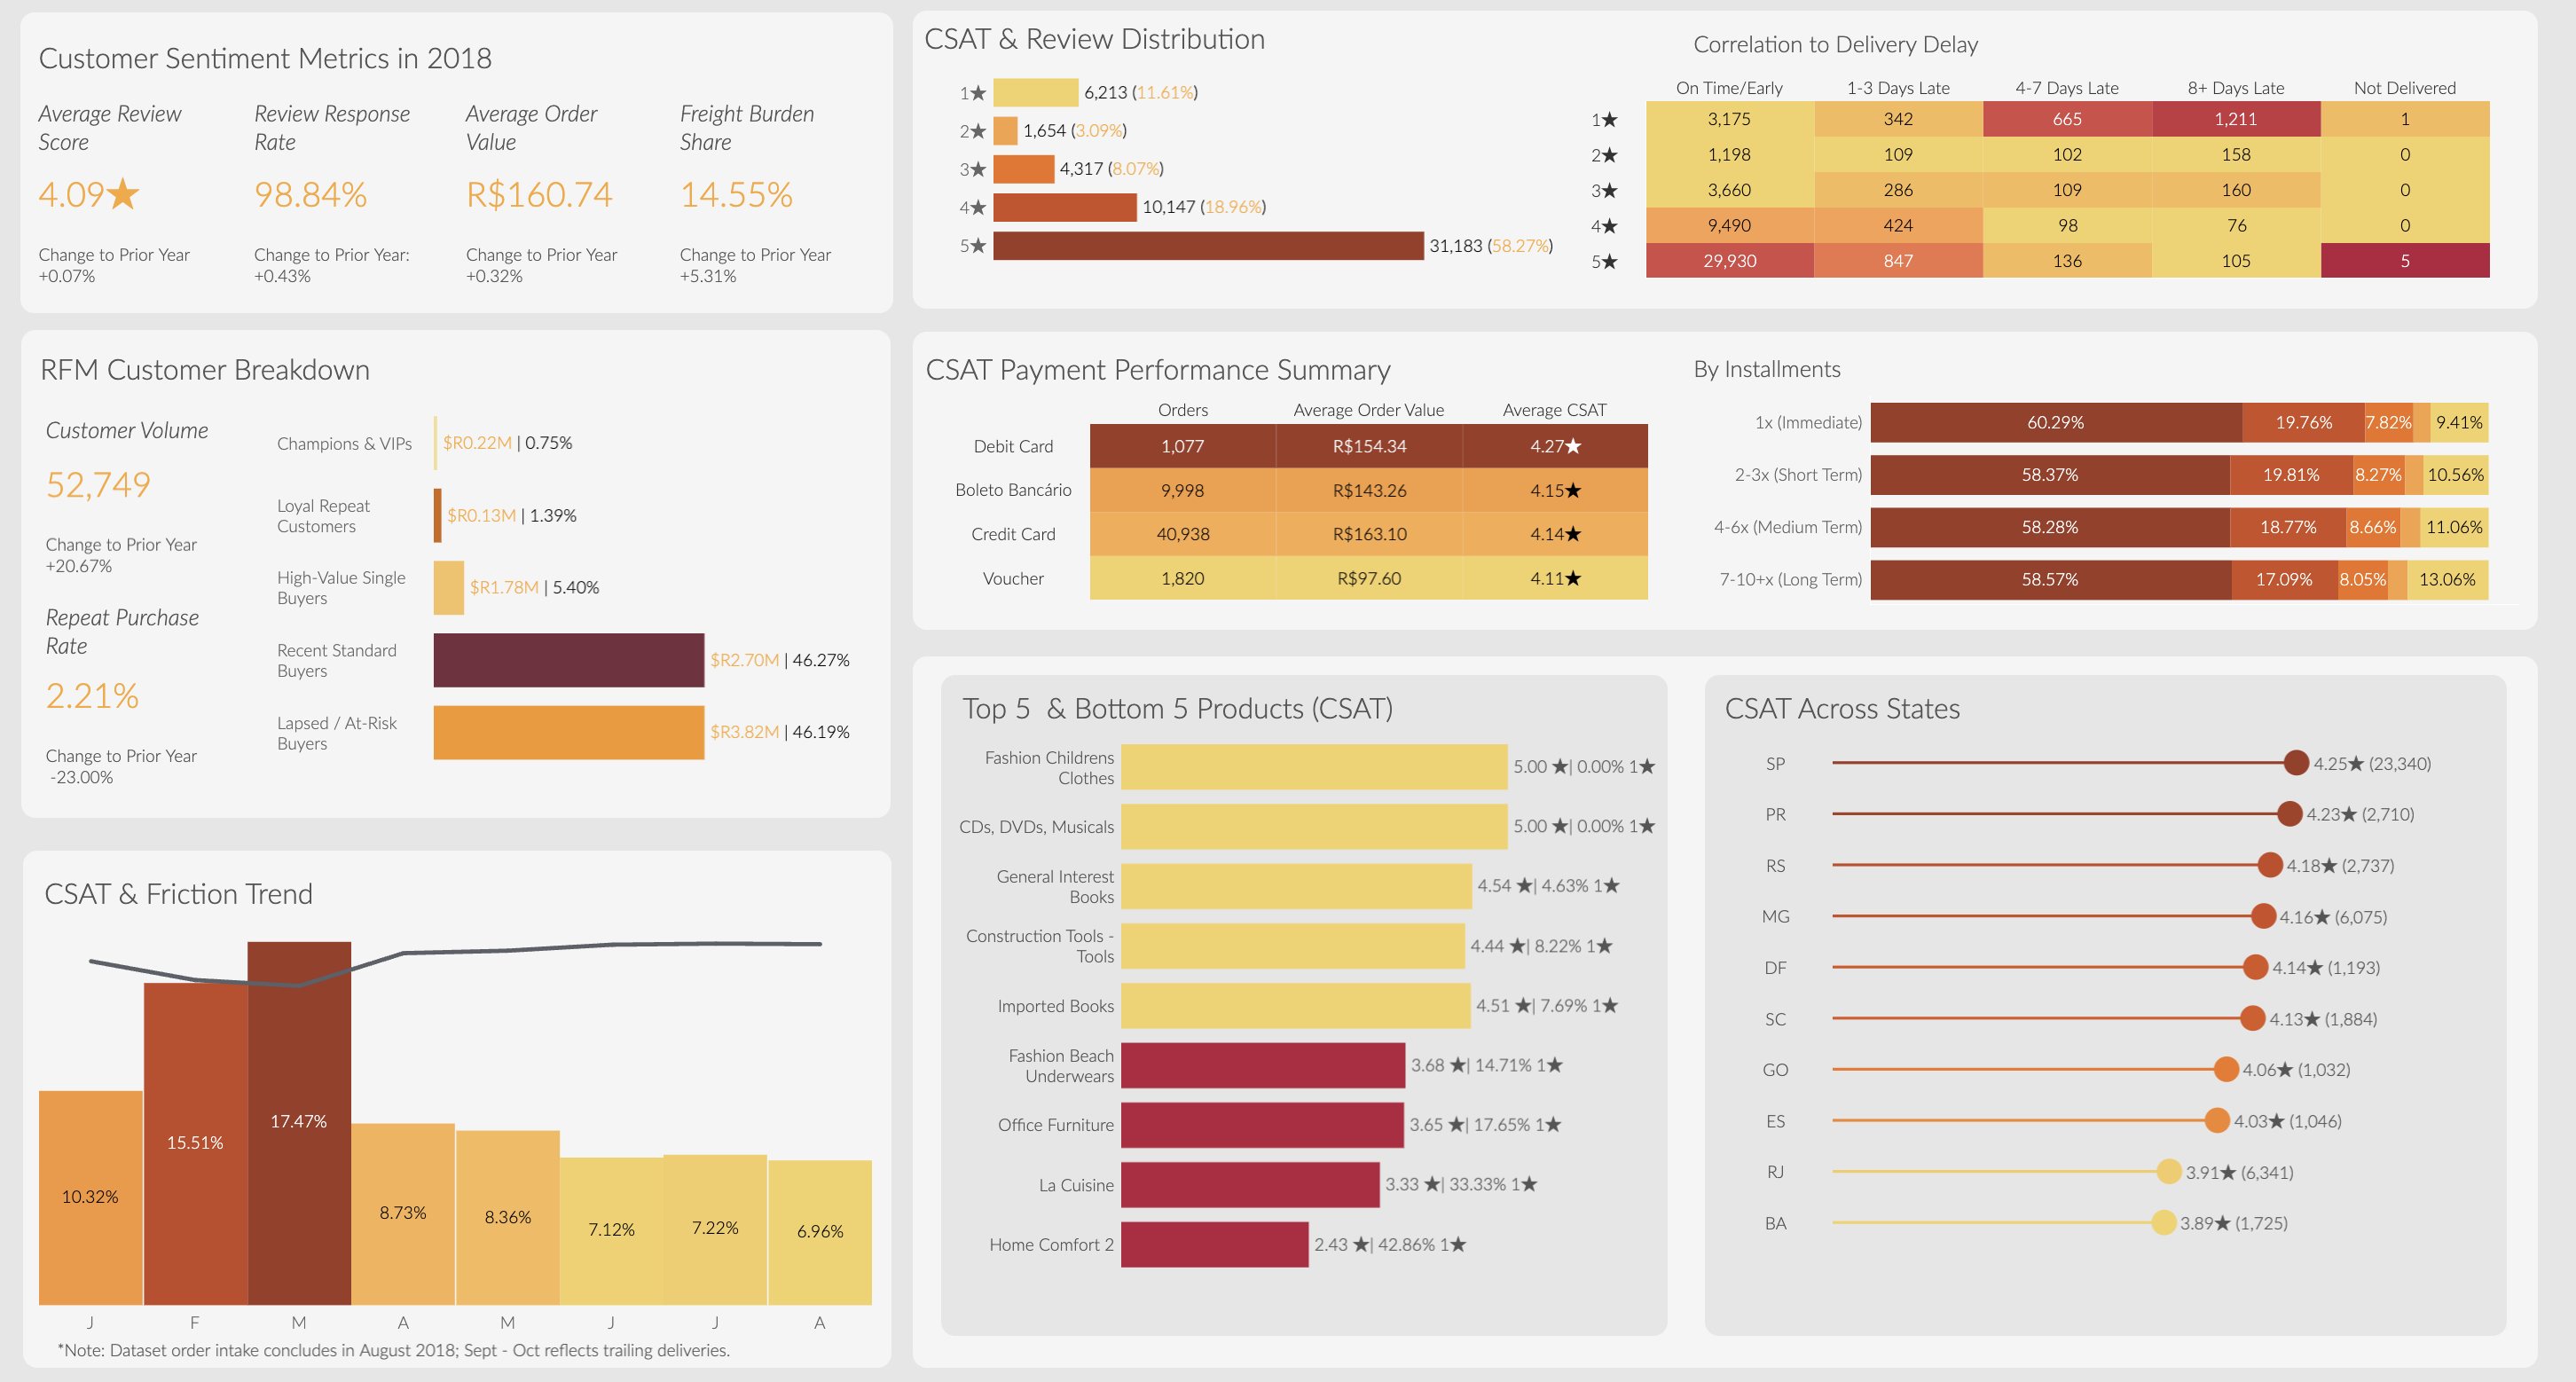 Customer Sentiment Metrics in 2018
Average Review
Score
4.09★
Change to Prior Year
+0.07%
Review Response
Rate
98.84%
Change to Prior Year:
+0.43%
Average Order
Value
R$160.74
Change to Prior Year
+0.32%
Freight Burden
Share
14.55%
Change to Prior Year
+5.31%
CSAT & Review Distribution
1★ 6,213 (11.61%)
2★ 1,654 (3.09%)
3★ 4,317 (8.07%)
4★ 10,147 (18.96%)
5★ 31,183 (58.27%)
Correlation to Delivery Delay
On Time/Early 1-3 Days Late 4-7 Days Late 8+ Days Late Not Delivered
1★ 3,175 342 665 1,211 1
2★ 1,198 109 102 158 0
3★ 3,660 286 109 160 0
4★ 9,490 424 98 76 0
5★ 29,930 847 136 105 5
RFM Customer Breakdown
Customer Volume
52,749
Change to Prior Year
+20.67%
Repeat Purchase
Rate
2.21%
Change to Prior Year
-23.00%
Champions & VIPs $R0.22M | 0.75%
Loyal Repeat
Customers
$R0.13M | 1.39%
High-Value Single
Buyers
$R1.78M | 5.40%
Recent Standard
Buyers
$R2.70M | 46.27%
Lapsed / At-Risk
Buyers
$R3.82M | 46.19%
CSAT Payment Performance Summary
Orders Average Order Value Average CSAT
Debit Card 1,077 R$154.34 4.27★
Boleto Bancário 9,998 R$143.26 4.15★
Credit Card 40,938 R$163.10 4.14★
Voucher 1,820 R$97.60 4.11★
By Installments
1x (Immediate) 60.29% 19.76% 7.82% 9.41%
2-3x (Short Term) 58.37% 19.81% 8.27% 10.56%
4-6x (Medium Term) 58.28% 18.77% 8.66% 11.06%
7-10+x (Long Term) 58.57% 17.09% 8.05% 13.06%
CSAT & Friction Trend
10.32%
15.51%
17.47%
8.73%
8.36%
7.12%
7.22%
6.96%
J F M A M J J A
*Note: Dataset order intake concludes in August 2018; Sept - Oct reflects trailing deliveries.
Top 5 & Bottom 5 Products (CSAT)
Fashion Childrens
Clothes
5.00 ★| 0.00% 1★
CDs, DVDs, Musicals 5.00 ★| 0.00% 1★
General Interest
Books
4.54 ★| 4.63% 1★
Construction Tools -
Tools
4.44 ★| 8.22% 1★
Imported Books 4.51 ★| 7.69% 1★
Fashion Beach
Underwears
3.68 ★| 14.71% 1★
Office Furniture 3.65 ★| 17.65% 1★
La Cuisine 3.33 ★| 33.33% 1★
Home Comfort 2 2.43 ★| 42.86% 1★
CSAT Across States
SP 4.25★ (23,340)
PR 4.23★ (2,710)
RS 4.18★ (2,737)
MG 4.16★ (6,075)
DF 4.14★ (1,193)
SC 4.13★ (1,884)
GO 4.06★ (1,032)
ES 4.03★ (1,046)
RJ 3.91★ (6,341)
BA 3.89★ (1,725)